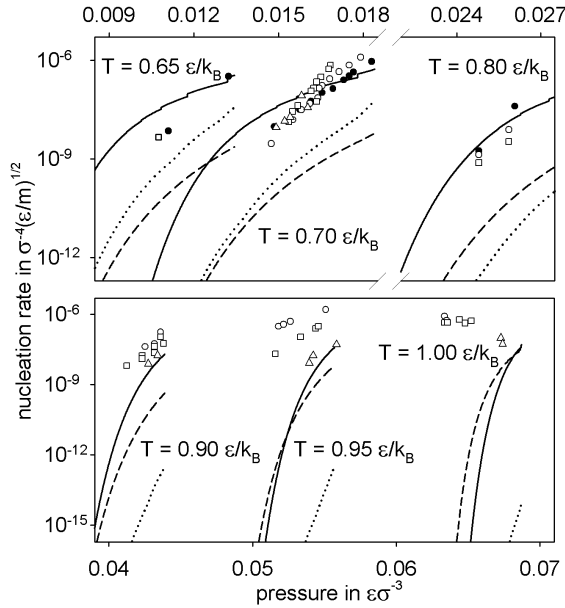 0.009 0.012 0.015 0.018 0.024 0.027
10⁻⁶
T = 0.65 ε/k_B
T = 0.80 ε/k_B
10⁻⁹
T = 0.70 ε/k_B
10⁻¹²
nucleation rate in σ⁻⁴(ε/m)^1/2
10⁻⁶
T = 1.00 ε/k_B
10⁻⁹
T = 0.90 ε/k_B
T = 0.95 ε/k_B
10⁻¹²
10⁻¹⁵
0.04 0.05 0.06 0.07
pressure in εσ⁻³